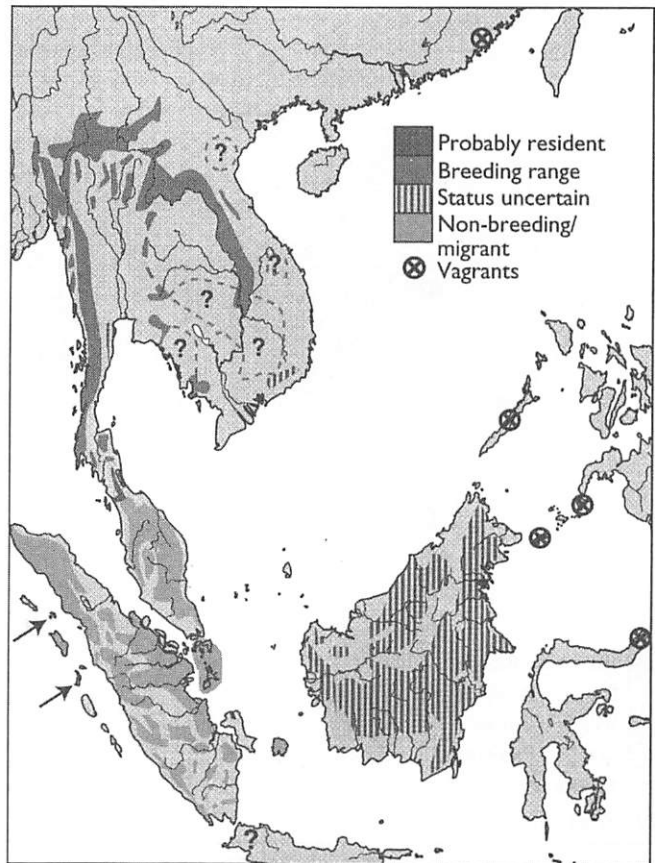 ?
Probably resident
Breeding range
Status uncertain
Non-breeding/
migrant
Vagrants
?
?
?
?
?